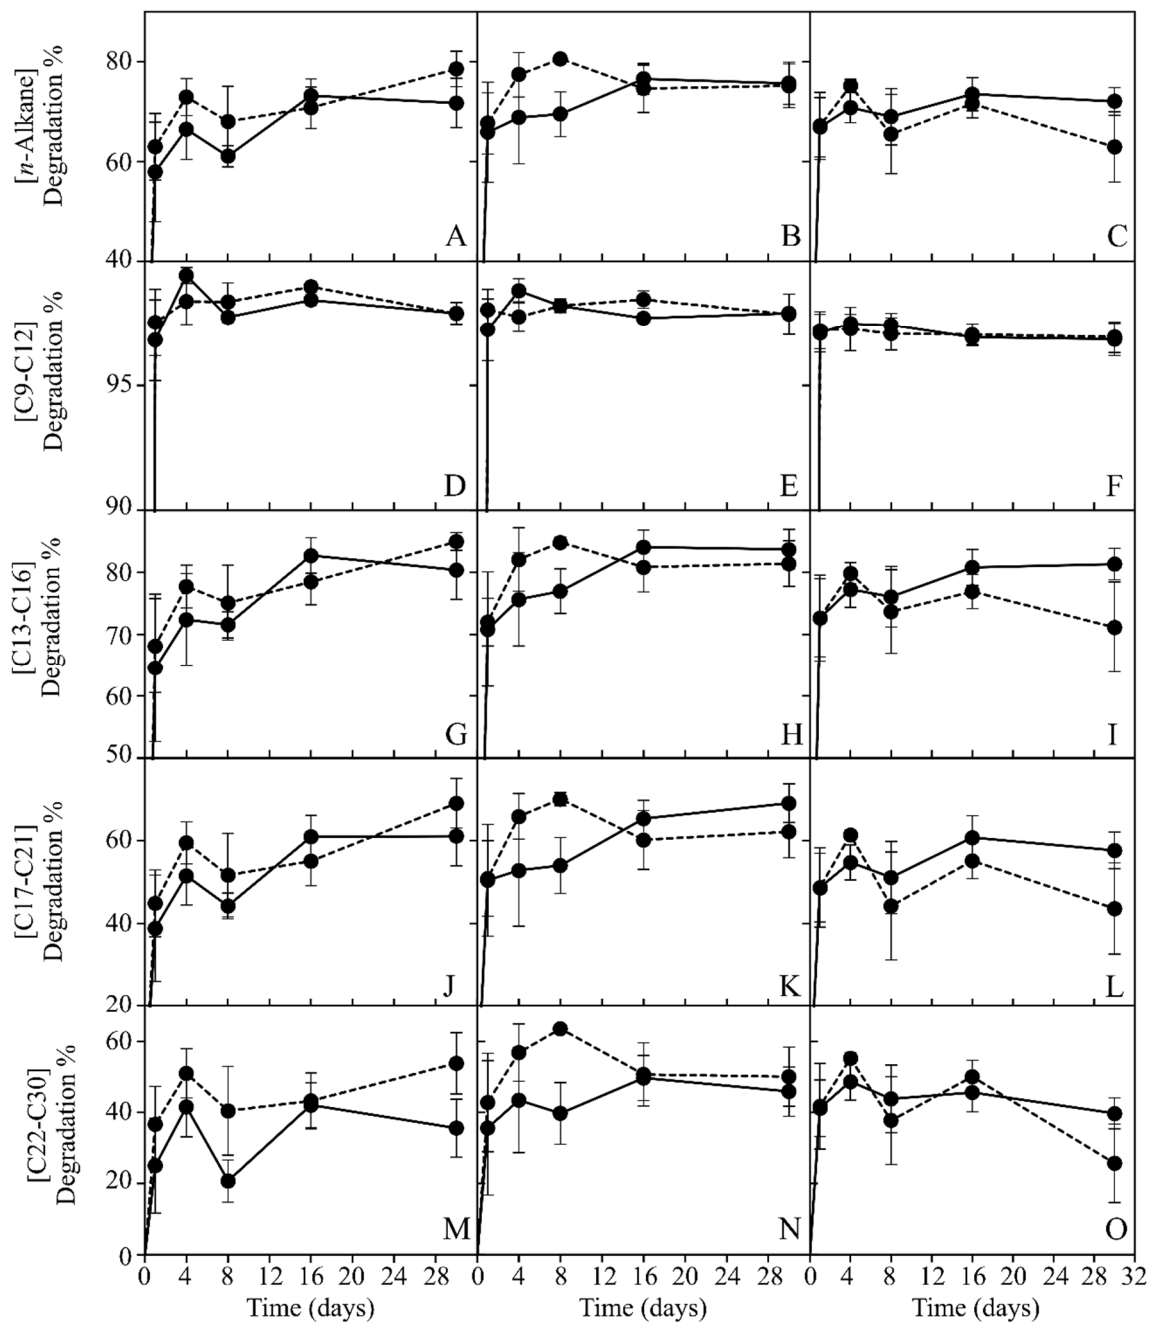 [n-Alkane]
Degradation %
80
60
40
A
B
C
[C9-C12]
Degradation %
95
90
D
E
F
[C13-C16]
Degradation %
80
70
60
50
G
H
I
[C17-C21]
Degradation %
60
40
20
J
K
L
[C22-C30]
Degradation %
60
40
20
0
M
N
O
0 4 8 12 16 20 24 28 0 4 8 12 16 20 24 28 0 4 8 12 16 20 24 28 32
Time (days) Time (days) Time (days)